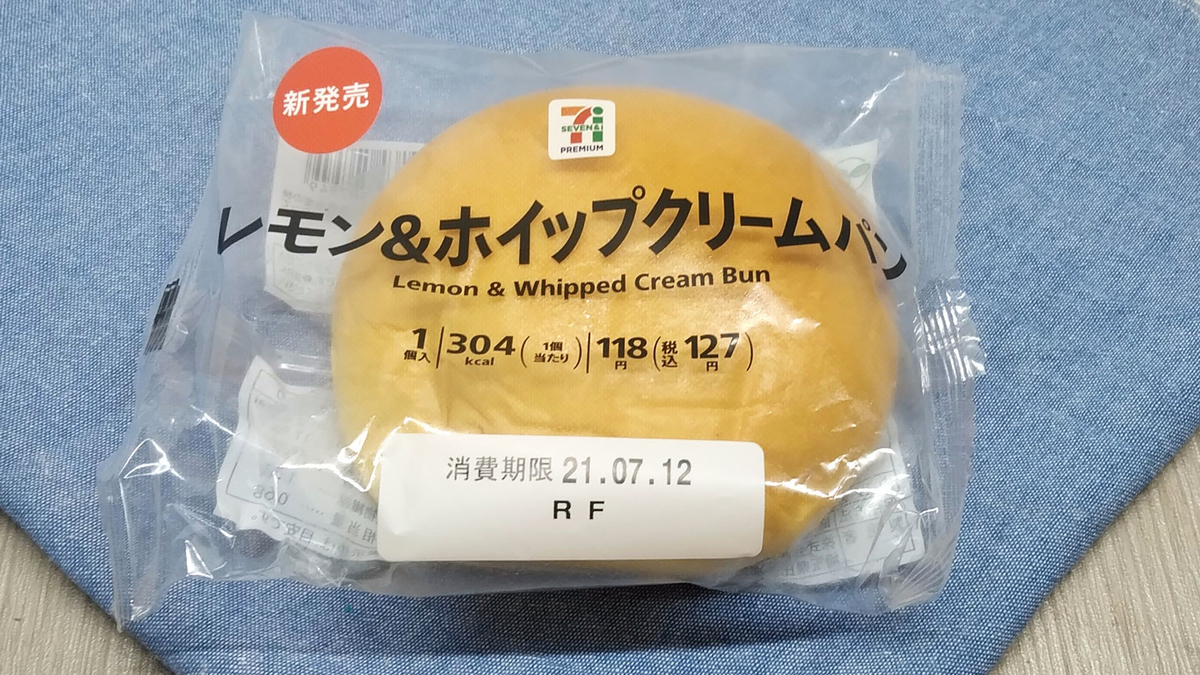 新発売
SEVEN&i
PREMIUM
レモン&ホイップクリームパン
Lemon & Whipped Cream Bun
1個入 304kcal (1個当たり) 118円 (税込127円)
消費期限 21.07.12
R F